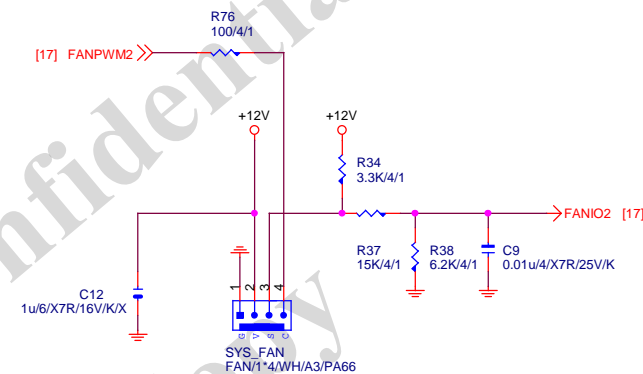 R76
100/4/1
[17] FANPWM2
+12V
+12V
R34
3.3K/4/1
FANIO2 [17]
R37
15K/4/1
R38
6.2K/4/1
C9
0.01u/4/X7R/25V/K
C12
1u/6/X7R/16V/K/X
1
2
3
4
G
V
S
C
SYS_FAN
FAN/1*4/WH/A3/PA66